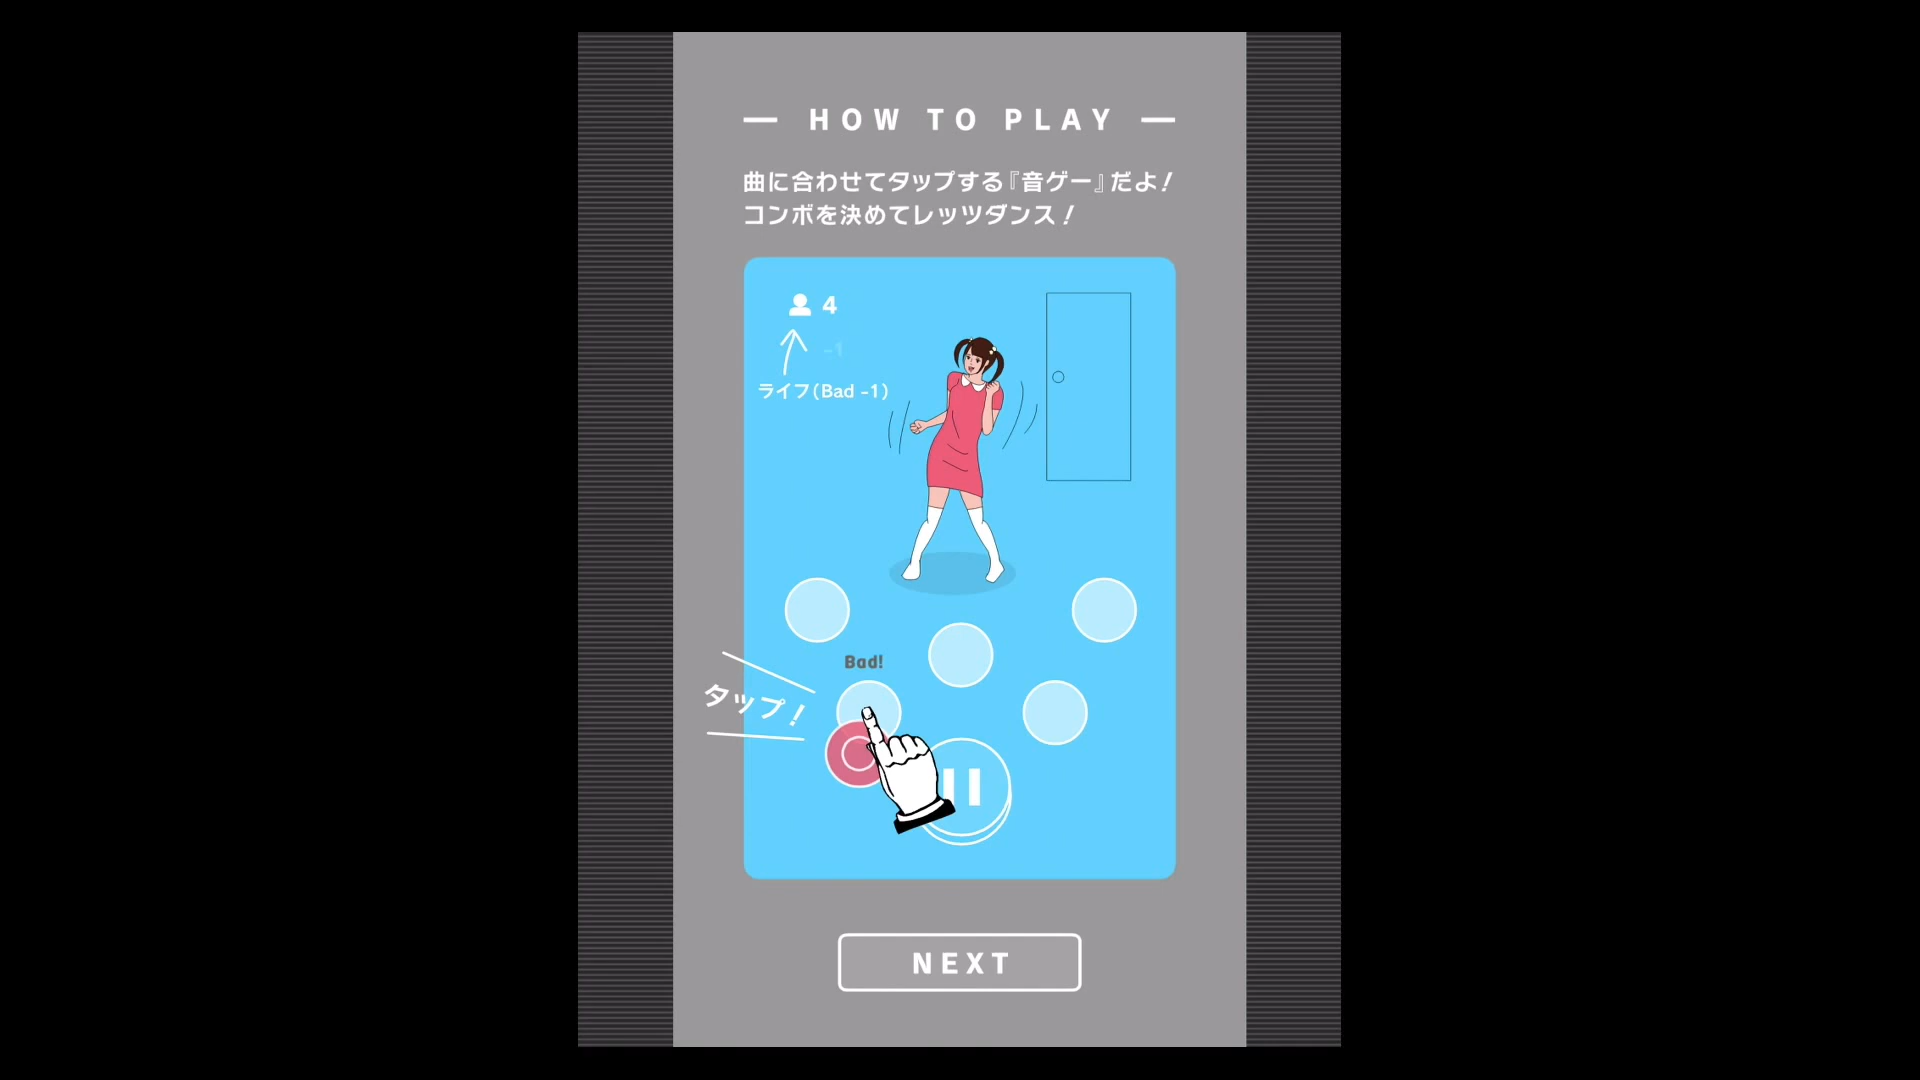 HOW TO PLAY
曲に合わせてタップする『音ゲー』だよ！
コンボを決めてレッツダンス！
4
-1
ライフ(Bad -1)
Bad!
タップ！
NEXT